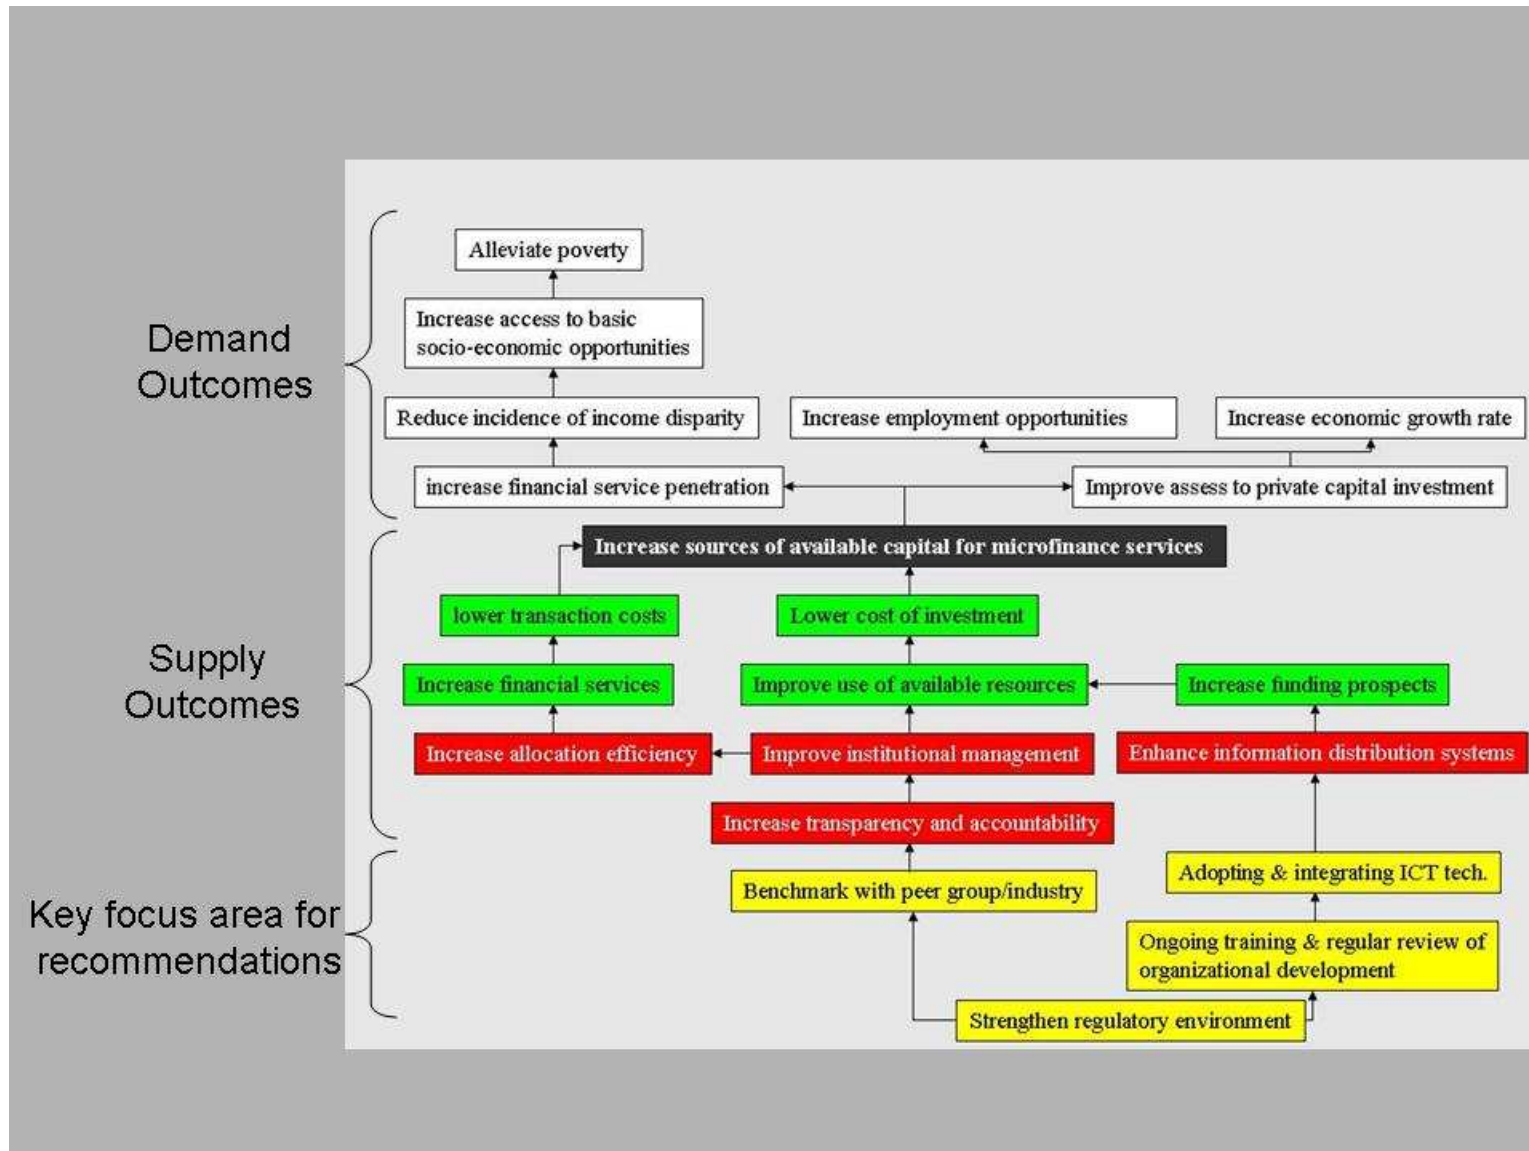 Demand
Outcomes
Alleviate poverty
Increase access to basic
socio-economic opportunities
Reduce incidence of income disparity
Increase employment opportunities
Increase economic growth rate
increase financial service penetration
Improve assess to private capital investment
Supply
Outcomes
Increase sources of available capital for microfinance services
lower transaction costs
Lower cost of investment
Increase financial services
Improve use of available resources
Increase funding prospects
Increase allocation efficiency
Improve institutional management
Enhance information distribution systems
Increase transparency and accountability
Key focus area for
recommendations
Benchmark with peer group/industry
Adopting & integrating ICT tech.
Ongoing training & regular review of
organizational development
Strengthen regulatory environment